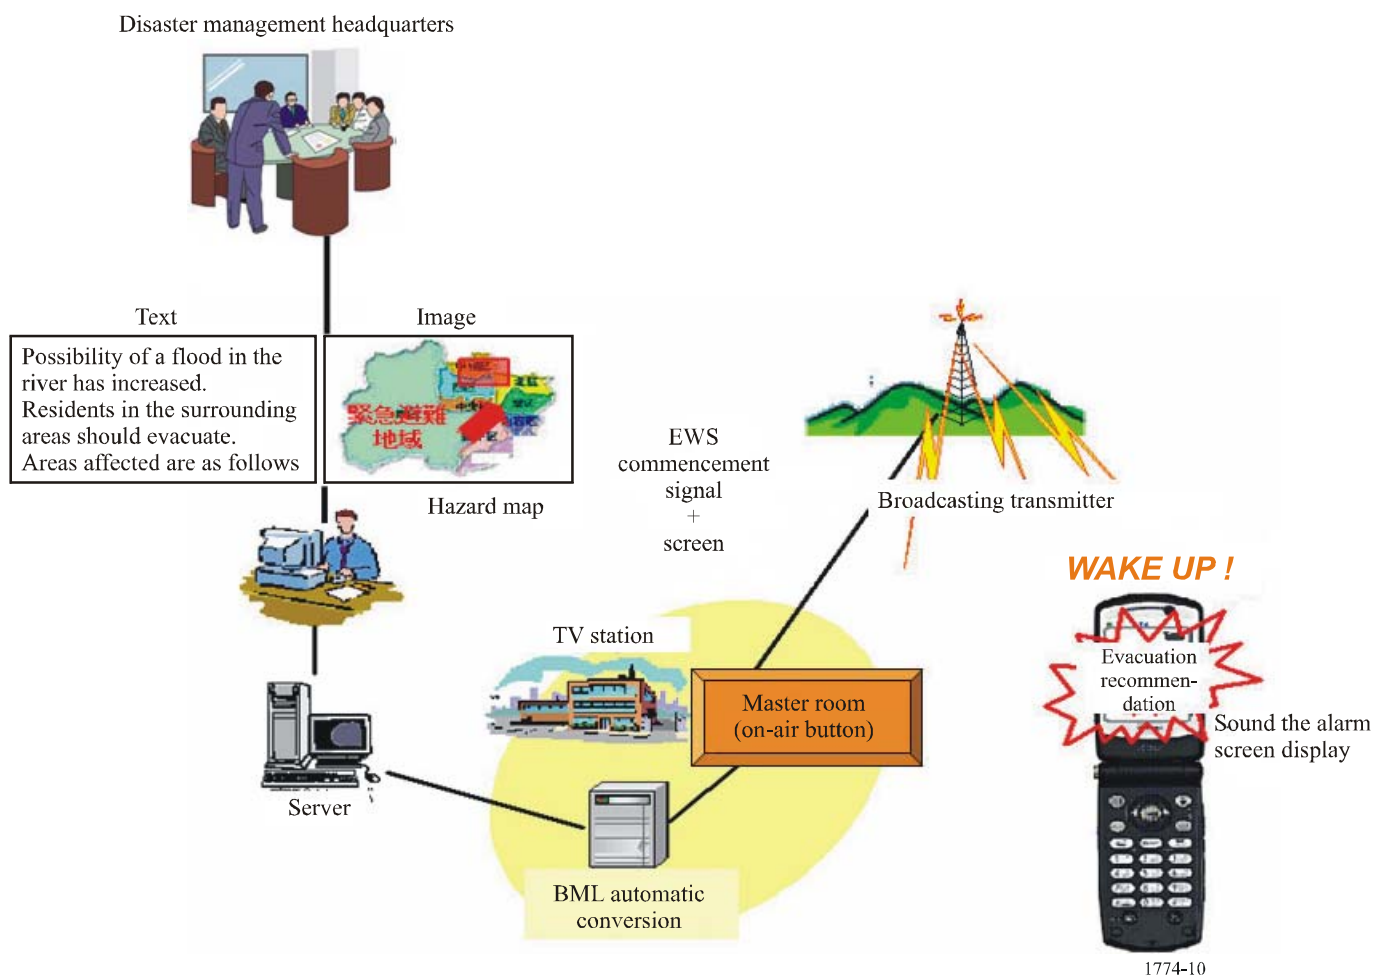 Disaster management headquarters
Text
Image
Possibility of a flood in the
river has increased.
Residents in the surrounding
areas should evacuate.
Areas affected are as follows
緊急避難
地域
Hazard map
EWS
commencement
signal
+
screen
Broadcasting transmitter
WAKE UP !
Evacuation
recommen-
dation
Sound the alarm
screen display
TV station
Master room
(on-air button)
Server
BML automatic
conversion
1774-10